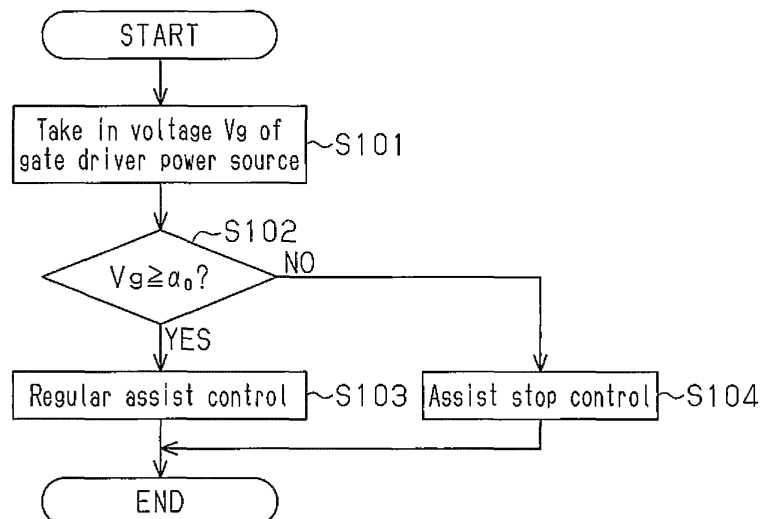 START
Take in voltage Vg of
gate driver power source
S101
S102
Vg≧α₀?
NO
YES
Regular assist control
S103
Assist stop control
S104
END